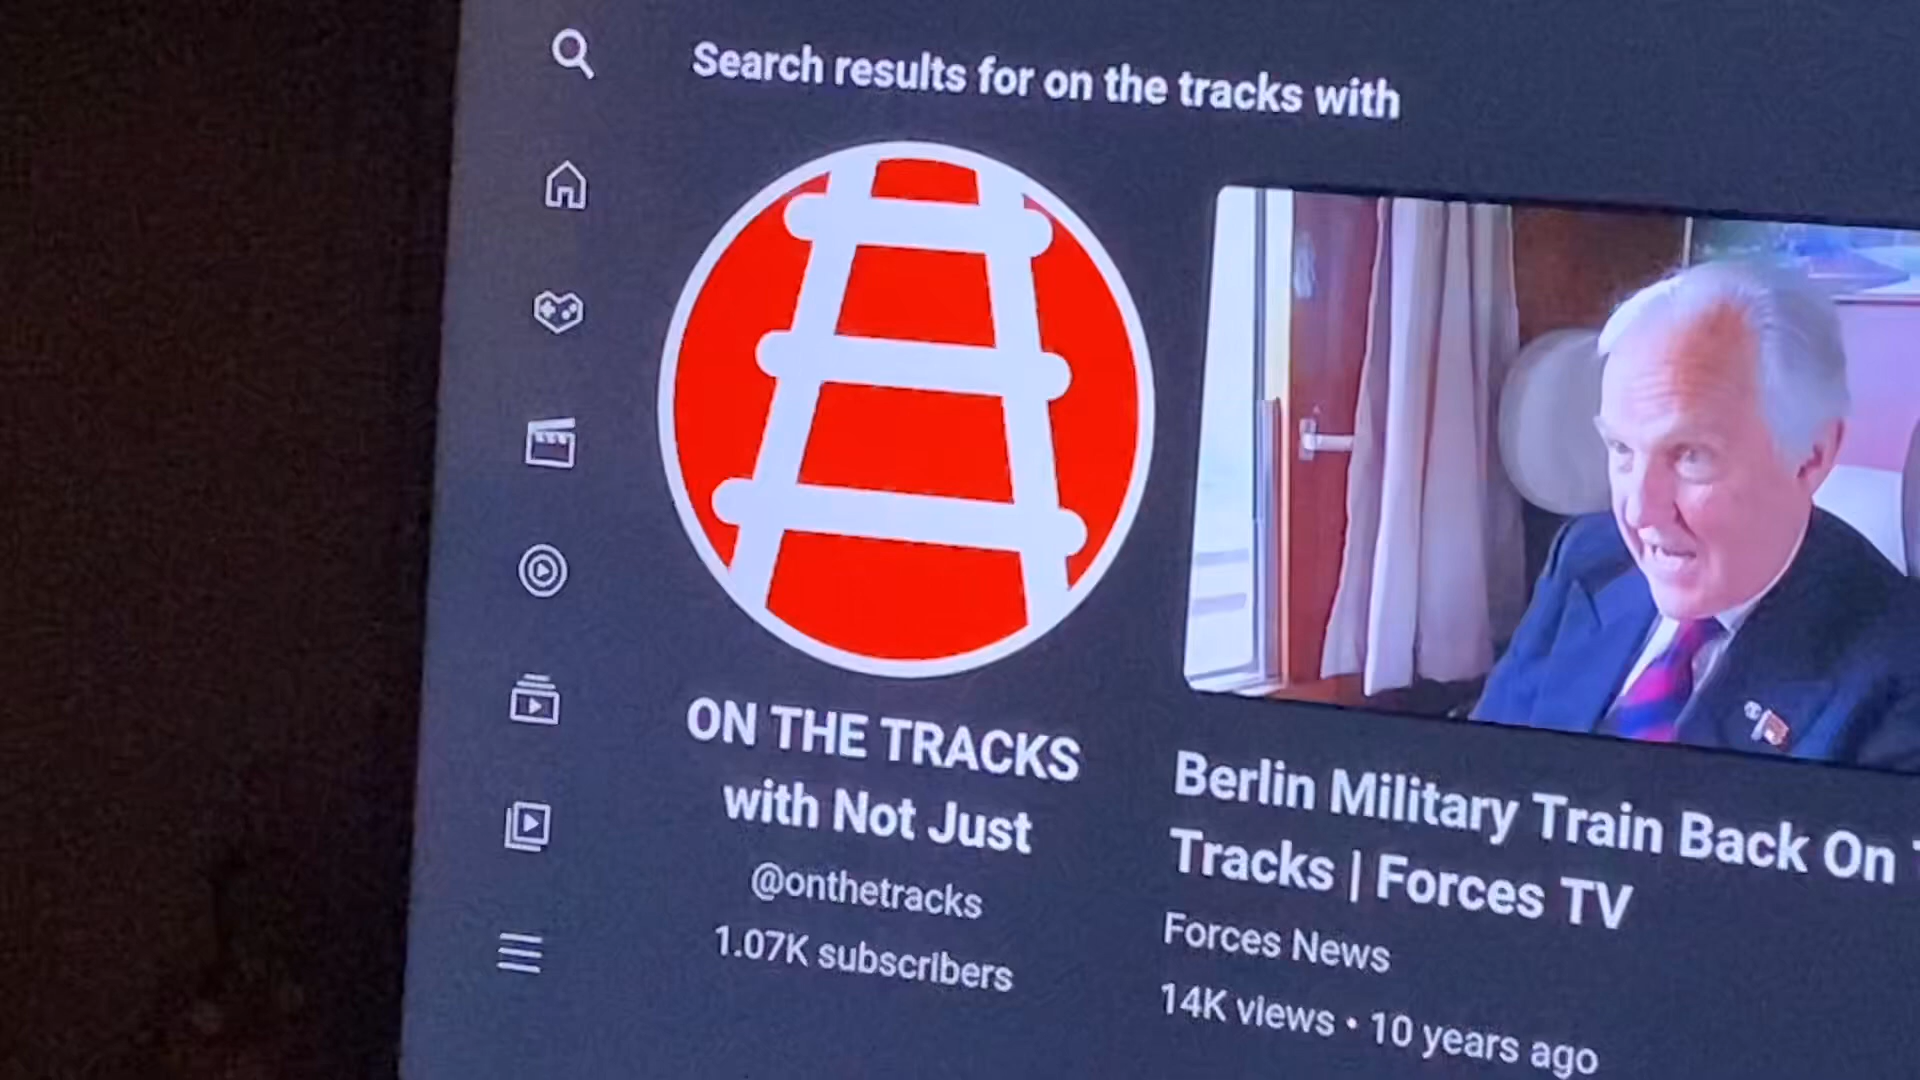 Search results for on the tracks with
ON THE TRACKS
with Not Just
@onthetracks
1.07K subscribers
Berlin Military Train Back On
Tracks | Forces TV
Forces News
14K views • 10 years ago